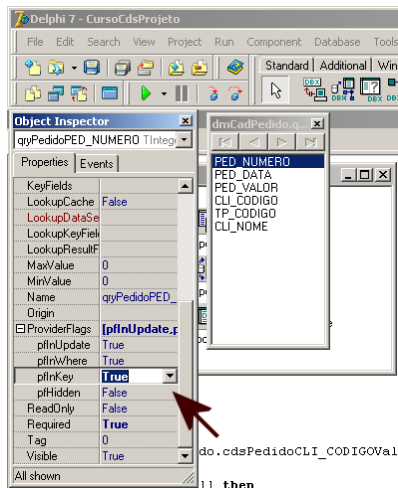 Delphi 7 - CursoCdsProjeto
File Edit Search View Project Run Component Database Tools
Standard Additional Win
DBX DBX DBX
Object Inspector
qryPedidoPED_NUMERO TInteg
Properties Events
KeyFields
LookupCache False
LookupDataSe
LookupKeyFiel
LookupResultF
MaxValue 0
MinValue 0
Name qryPedidoPED_
Origin
ProviderFlags [pfInUpdate,p
pfInUpdate True
pfInWhere True
pfInKey True
pfHidden False
ReadOnly False
Required True
Tag 0
Visible True
All shown
dmCadPedido.q...
PED_NUMERO
PED_DATA
PED_VALOR
CLI_CODIGO
TP_CODIGO
CLI_NOME
do.cdsPedidoCLI_CODIGOVal
then